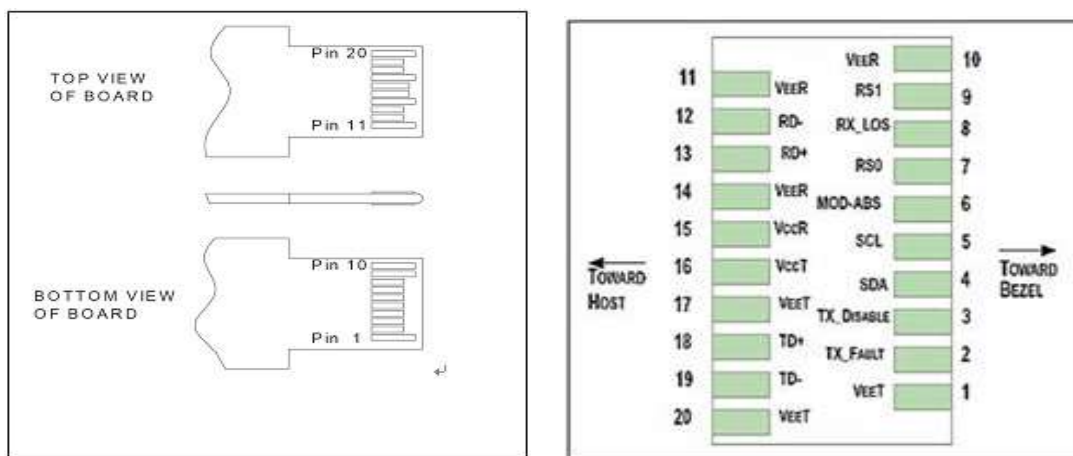 Pin 20
TOP VIEW
OF BOARD
Pin 11
Pin 10
BOTTOM VIEW
OF BOARD
Pin 1
VEER 10
11 VEER
RS1 9
12 RD-
RX_LOS 8
13 RD+
RS0 7
14 VEER
MOD-ABS 6
15 VccR
SCL 5
16 VccT
TOWARD
HOST
SDA 4
TOWARD
BEZEL
17 VEET
TX_DISABLE 3
18 TD+
TX_FAULT 2
19 TD-
VEET 1
20 VEET